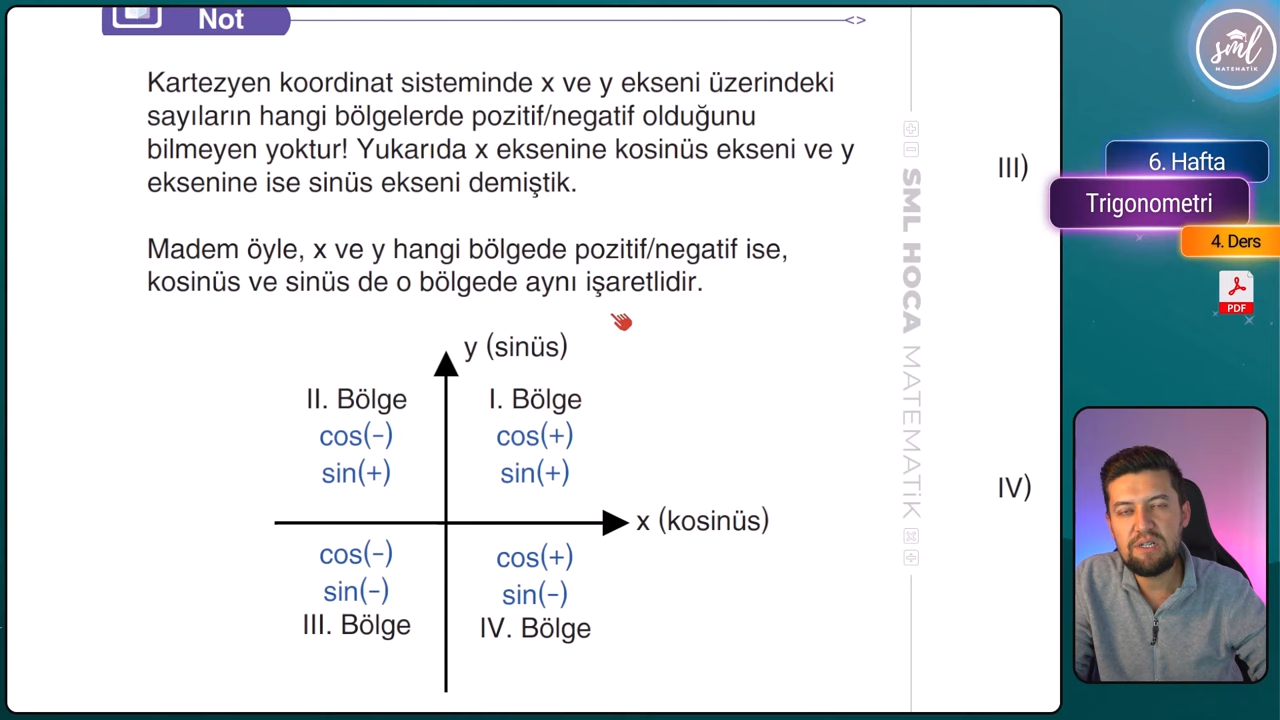 Not
<>
Kartezyen koordinat sisteminde x ve y ekseni üzerindeki
sayıların hangi bölgelerde pozitif/negatif olduğunu
bilmeyen yoktur! Yukarıda x eksenine kosinüs ekseni ve y
eksenine ise sinüs ekseni demiştik.
Madem öyle, x ve y hangi bölgede pozitif/negatif ise,
kosinüs ve sinüs de o bölgede aynı işaretlidir.
y (sinüs)
II. Bölge
cos(-)
sin(+)
I. Bölge
cos(+)
sin(+)
x (kosinüs)
cos(-)
sin(-)
III. Bölge
cos(+)
sin(-)
IV. Bölge
SML HOCA MATEMATİK
III)
IV)
sml
MATEMATİK
6. Hafta
Trigonometri
4. Ders
PDF